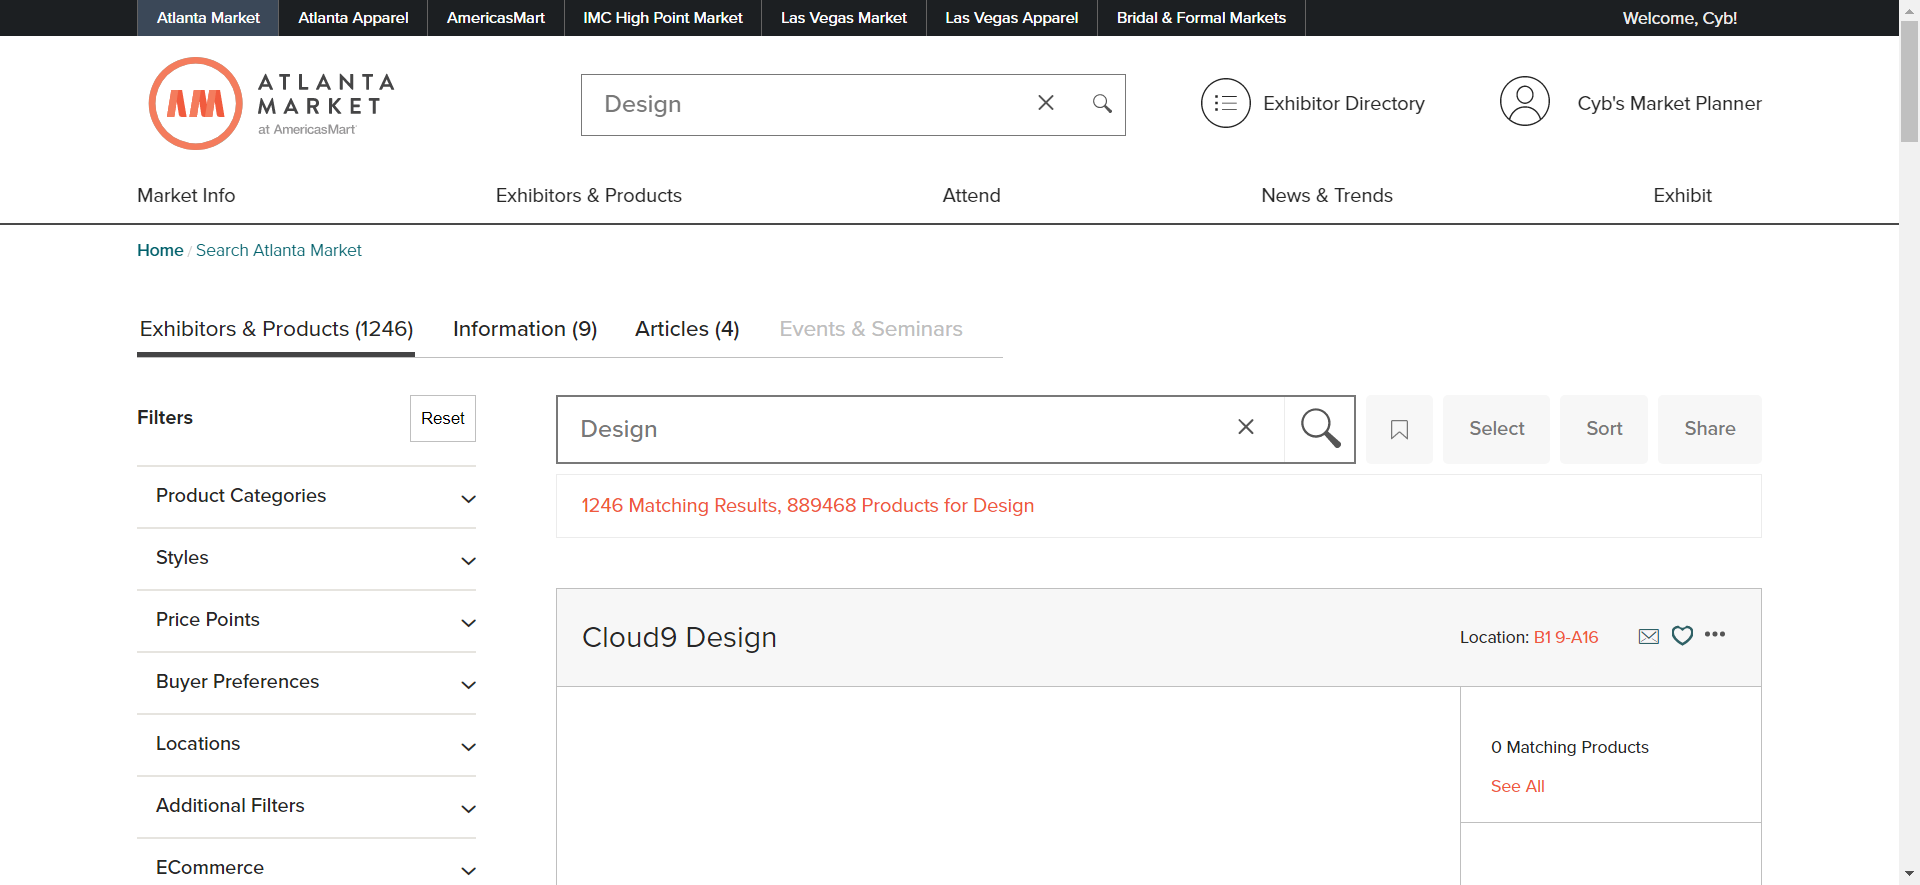 Atlanta Market Atlanta Apparel AmericasMart IMC High Point Market Las Vegas Market Las Vegas Apparel Bridal & Formal Markets Welcome, Cyb!
AM ATLANTA
MARKET
at AmericasMart
Design
Exhibitor Directory
Cyb's Market Planner
Market Info Exhibitors & Products Attend News & Trends Exhibit
Home / Search Atlanta Market
Exhibitors & Products (1246) Information (9) Articles (4) Events & Seminars
Filters
Reset
Product Categories
Styles
Price Points
Buyer Preferences
Locations
Additional Filters
ECommerce
Design
Select Sort Share
1246 Matching Results, 889468 Products for Design
Cloud9 Design
Location: B1 9-A16
0 Matching Products
See All